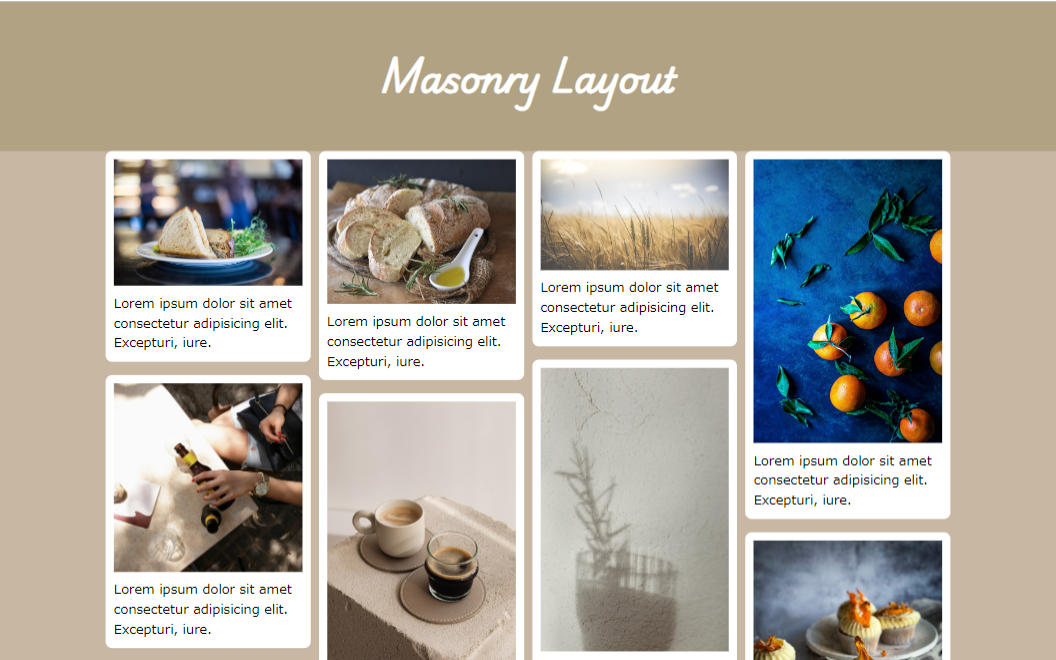 Masonry Layout
Lorem ipsum dolor sit amet
consectetur adipisicing elit.
Excepturi, iure.
Lorem ipsum dolor sit amet
consectetur adipisicing elit.
Excepturi, iure.
Lorem ipsum dolor sit amet
consectetur adipisicing elit.
Excepturi, iure.
Lorem ipsum dolor sit amet
consectetur adipisicing elit.
Excepturi, iure.
Lorem ipsum dolor sit amet
consectetur adipisicing elit.
Excepturi, iure.